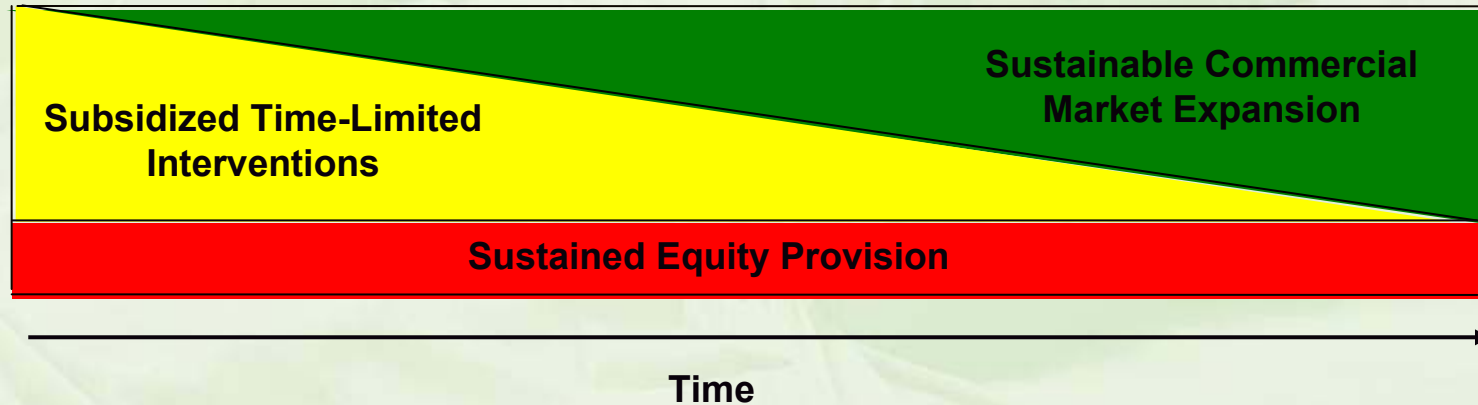 Sustainable Commercial
Market Expansion
Subsidized Time-Limited
Interventions
Sustained Equity Provision
Time